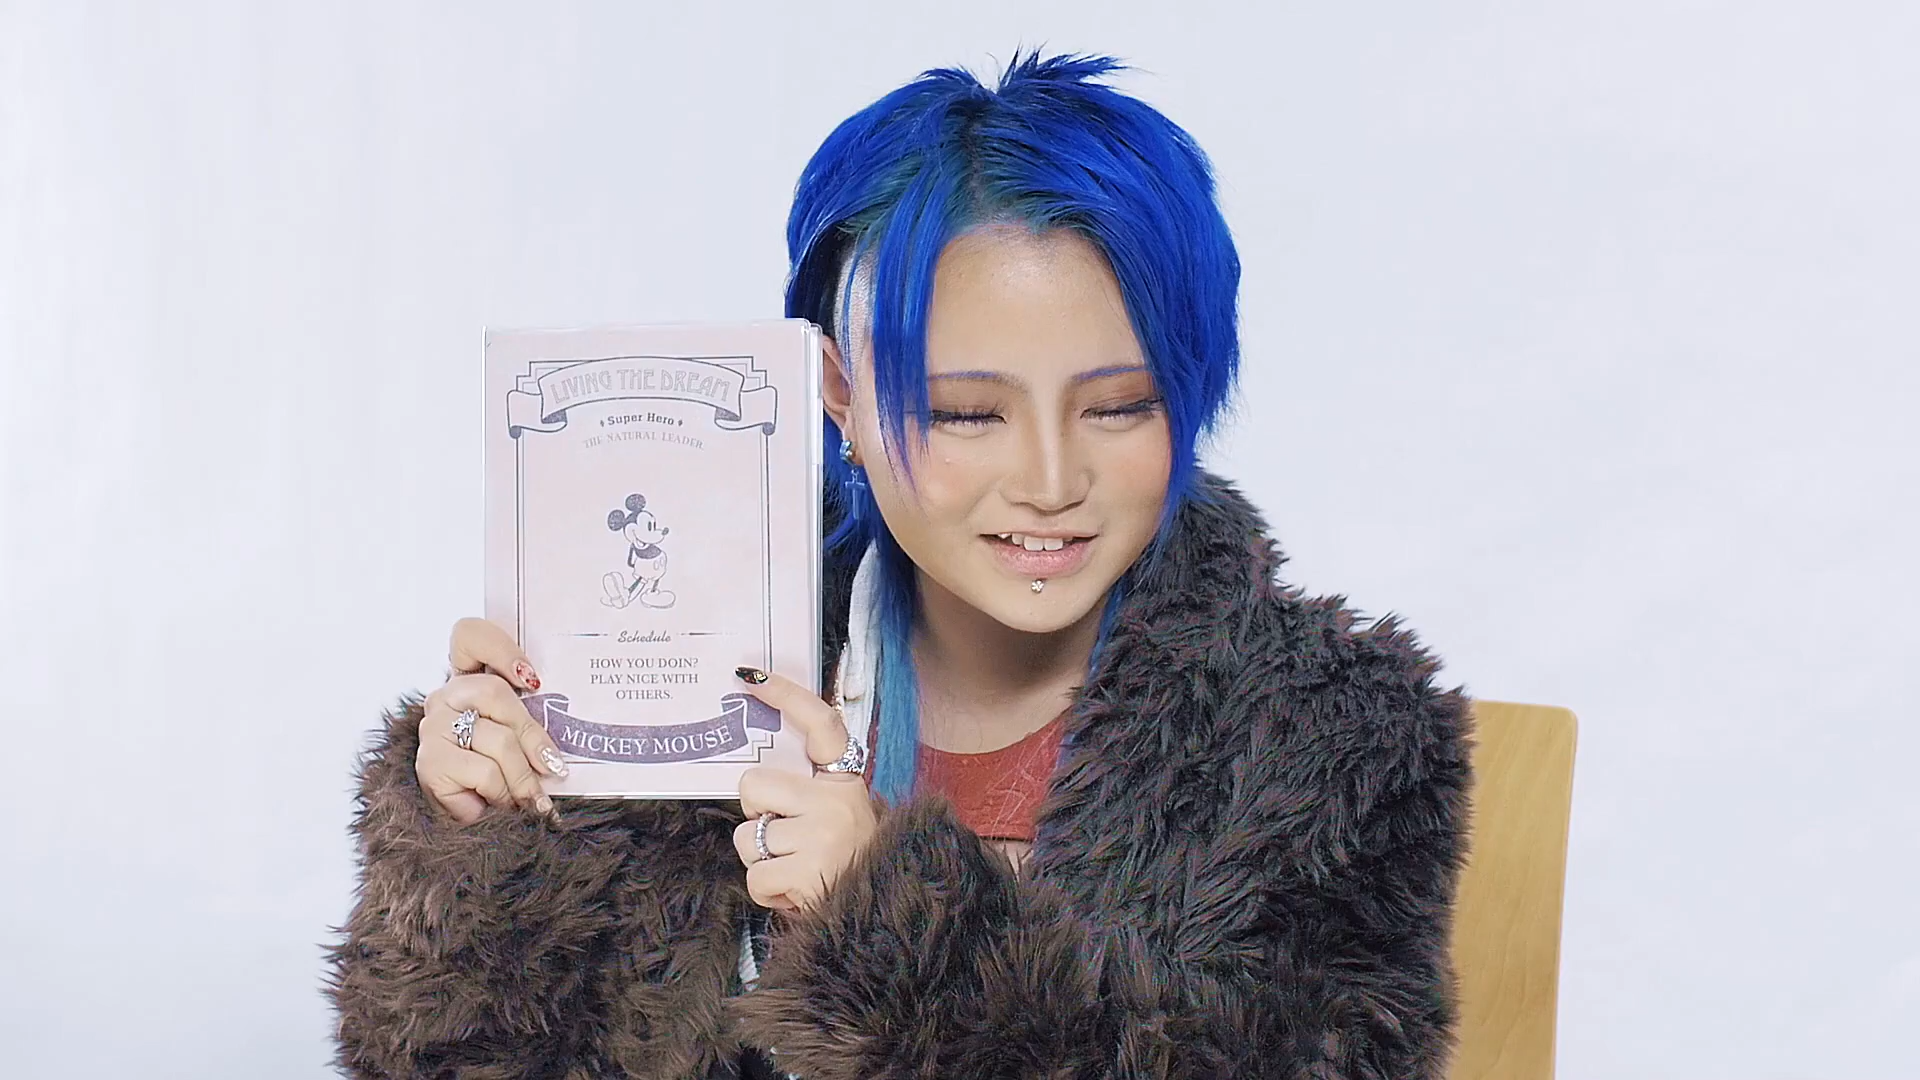 LIVING THE DREAM
Super Hero
THE NATURAL LEADER
Schedule
HOW YOU DOIN?
PLAY NICE WITH
OTHERS.
MICKEY MOUSE